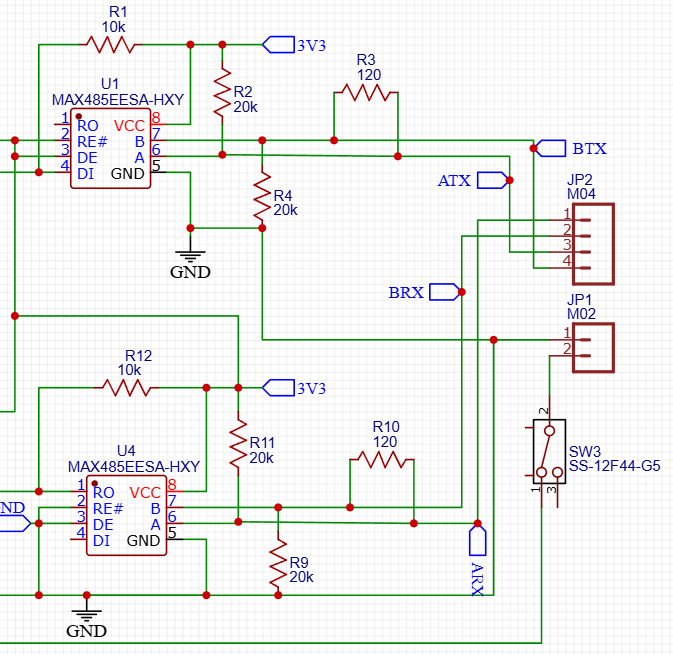 R1
10k
3V3
R3
120
U1
MAX485EESA-HXY
R2
20k
1 RO VCC 8
2 RE# B 7
3 DE A 6
4 DI GND 5
BTX
ATX
JP2
M04
1
2
3
4
R4
20k
GND
BRX
JP1
M02
1
2
R12
10k
3V3
R10
120
U4
MAX485EESA-HXY
R11
20k
2
SW3
SS-12F44-G5
1 3
1 RO VCC 8
2 RE# B 7
3 DE A 6
4 DI GND 5
ND
R9
20k
ARX
GND